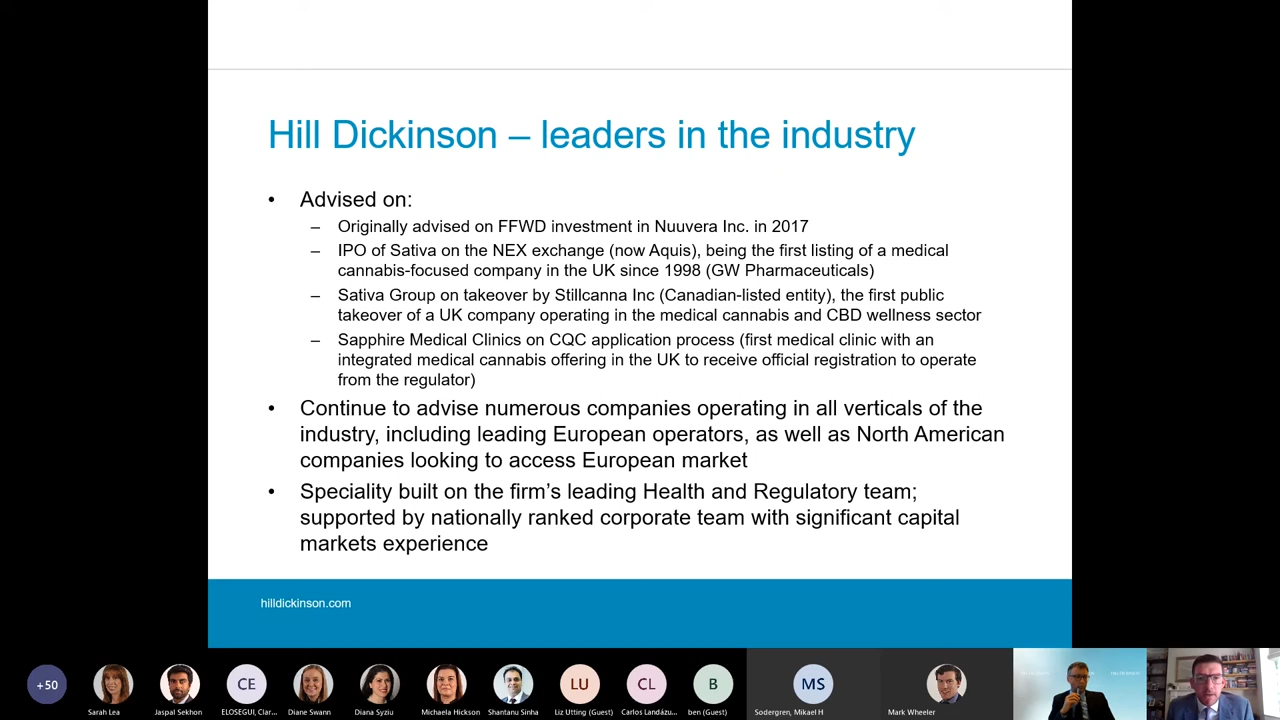 Hill Dickinson – leaders in the industry
• Advised on:
– Originally advised on FFWD investment in Nuuvera Inc. in 2017
– IPO of Sativa on the NEX exchange (now Aquis), being the first listing of a medical
cannabis-focused company in the UK since 1998 (GW Pharmaceuticals)
– Sativa Group on takeover by Stillcanna Inc (Canadian-listed entity), the first public
takeover of a UK company operating in the medical cannabis and CBD wellness sector
– Sapphire Medical Clinics on CQC application process (first medical clinic with an
integrated medical cannabis offering in the UK to receive official registration to operate
from the regulator)
• Continue to advise numerous companies operating in all verticals of the
industry, including leading European operators, as well as North American
companies looking to access European market
• Speciality built on the firm’s leading Health and Regulatory team;
supported by nationally ranked corporate team with significant capital
markets experience
hilldickinson.com
+50
CE
LU
CL
B
MS
Sarah Lea
Jaspal Sekhon
ELOSEGUI, Clar...
Diane Swann
Diana Syziu
Michaela Hickson
Shantanu Sinha
Liz Utting (Guest)
Carlos Landázu...
ben (Guest)
Sodergren, Mikael H
Mark Wheeler